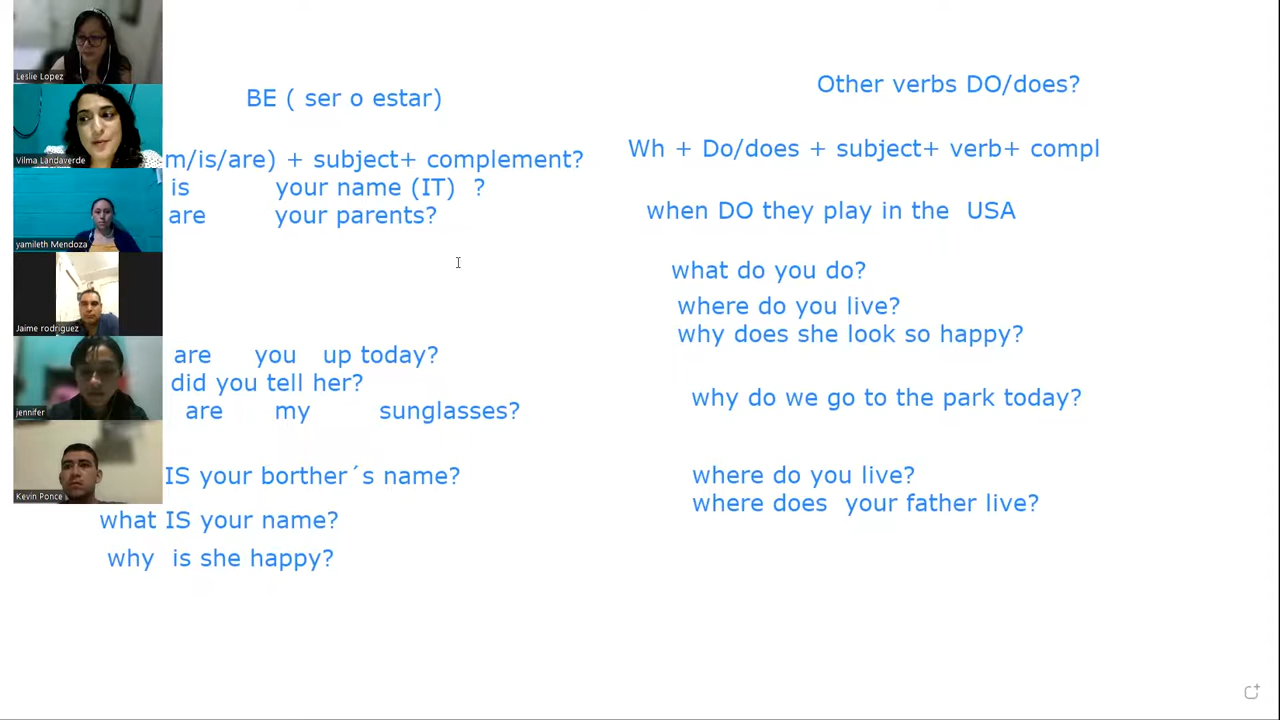 Leslie Lopez
Vilma Landaverde
yamileth Mendoza
Jaime rodriguez
jennifer
Kevin Ponce
BE ( ser o estar)
m/is/are) + subject+ complement?
is your name (IT) ?
are your parents?
are you up today?
did you tell her?
are my sunglasses?
IS your borther´s name?
what IS your name?
why is she happy?
Other verbs DO/does?
Wh + Do/does + subject+ verb+ compl
when DO they play in the USA
what do you do?
where do you live?
why does she look so happy?
why do we go to the park today?
where do you live?
where does your father live?